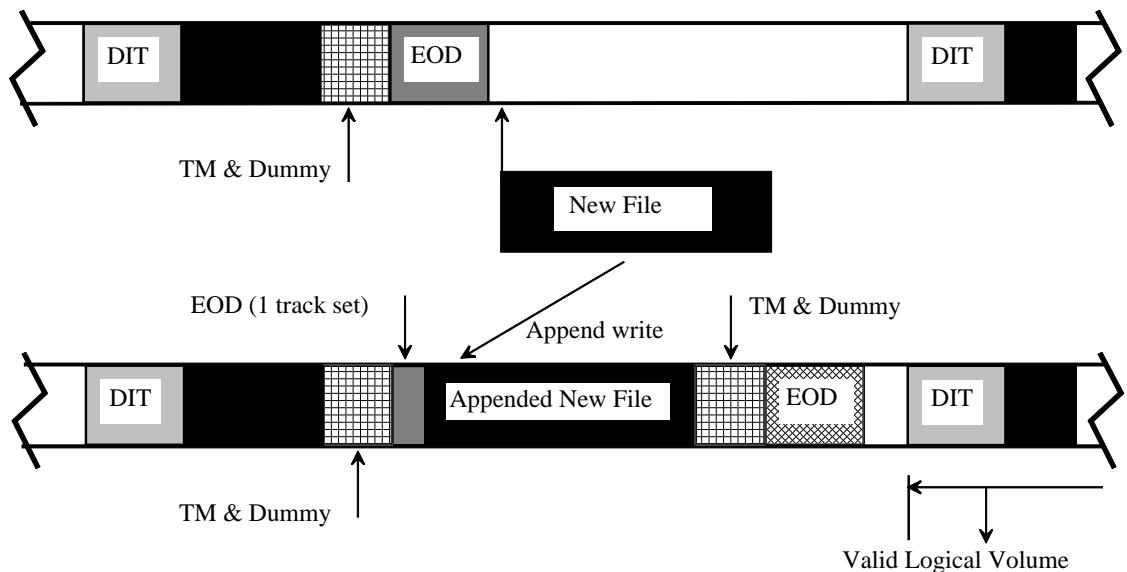 DIT
EOD
DIT
TM & Dummy
New File
EOD (1 track set)
TM & Dummy
Append write
DIT
Appended New File
EOD
DIT
TM & Dummy
Valid Logical Volume